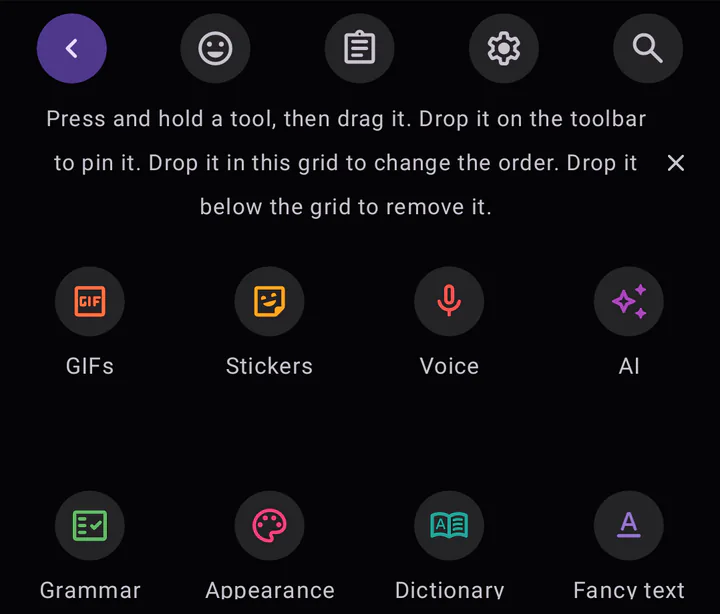 Press and hold a tool, then drag it. Drop it on the toolbar
to pin it. Drop it in this grid to change the order. Drop it
below the grid to remove it.
GIF
GIFs
Stickers
Voice
AI
A
A
Grammar
Appearance
Dictionary
Fancy text